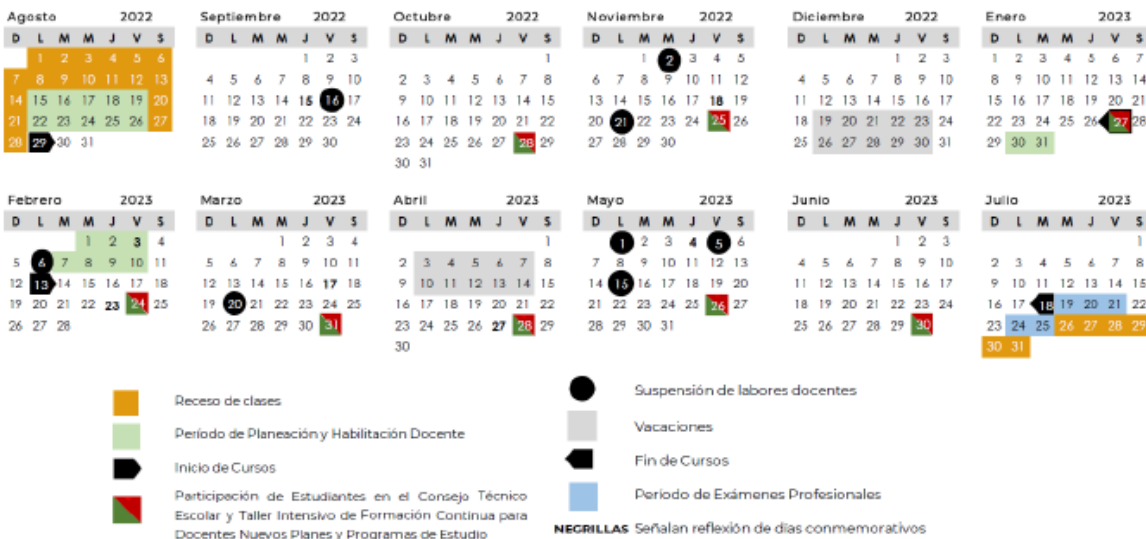 Agosto 2022
D L M M J V S
1 2 3 4 5 6
7 8 9 10 11 12 13
14 15 16 17 18 19 20
21 22 23 24 25 26 27
28 29 30 31
Septiembre 2022
D L M M J V S
1 2 3
4 5 6 7 8 9 10
11 12 13 14 15 16 17
18 19 20 21 22 23 24
25 26 27 28 29 30
Octubre 2022
D L M M J V S
1
2 3 4 5 6 7 8
9 10 11 12 13 14 15
16 17 18 19 20 21 22
23 24 25 26 27 28 29
30 31
Noviembre 2022
D L M M J V S
1 2 3 4 5
6 7 8 9 10 11 12
13 14 15 16 17 18 19
20 21 22 23 24 25 26
27 28 29 30
Diciembre 2022
D L M M J V S
1 2 3
4 5 6 7 8 9 10
11 12 13 14 15 16 17
18 19 20 21 22 23 24
25 26 27 28 29 30 31
Enero 2023
D L M M J V S
1 2 3 4 5 6 7
8 9 10 11 12 13 14
15 16 17 18 19 20 21
22 23 24 25 26 27 28
29 30 31
Febrero 2023
D L M M J V S
1 2 3 4
5 6 7 8 9 10 11
12 13 14 15 16 17 18
19 20 21 22 23 24 25
26 27 28
Marzo 2023
D L M M J V S
1 2 3 4
5 6 7 8 9 10 11
12 13 14 15 16 17 18
19 20 21 22 23 24 25
26 27 28 29 30 31
Abril 2023
D L M M J V S
1
2 3 4 5 6 7 8
9 10 11 12 13 14 15
16 17 18 19 20 21 22
23 24 25 26 27 28 29
30
Mayo 2023
D L M M J V S
1 2 3 4 5 6
7 8 9 10 11 12 13
14 15 16 17 18 19 20
21 22 23 24 25 26 27
28 29 30 31
Junio 2023
D L M M J V S
1 2 3
4 5 6 7 8 9 10
11 12 13 14 15 16 17
18 19 20 21 22 23 24
25 26 27 28 29 30
Julio 2023
D L M M J V S
1
2 3 4 5 6 7 8
9 10 11 12 13 14 15
16 17 18 19 20 21 22
23 24 25 26 27 28 29
30 31
Receso de clases
Período de Planeación y Habilitación Docente
Inicio de Cursos
Participación de Estudiantes en el Consejo Técnico
Escolar y Taller Intensivo de Formación Continua para
Docentes Nuevos Planes y Programas de Estudio
Suspensión de labores docentes
Vacaciones
Fin de Cursos
Período de Exámenes Profesionales
NEGRILLAS Señalan reflexión de días conmemorativos